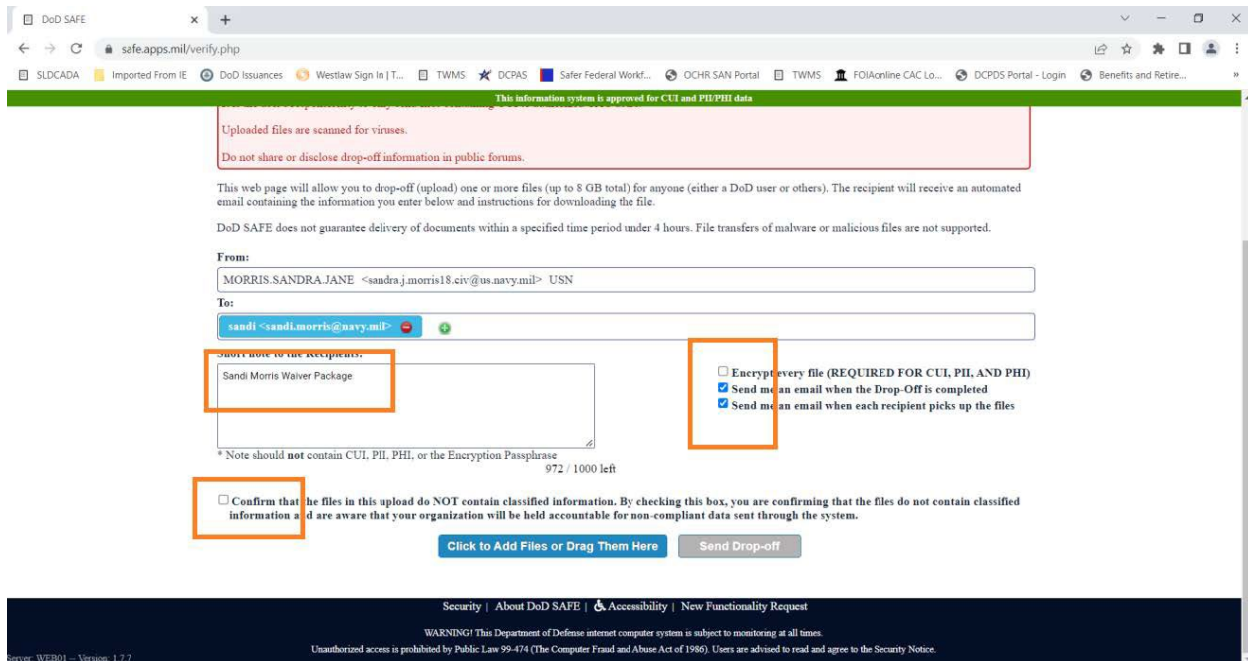 DoD SAFE
safe.apps.mil/verify.php
SLDCADA Imported From IE DoD Issuances Westlaw Sign In | T... TWMS DCPAS Safer Federal Workf... OCHR SAN Portal TWMS FOIAonline CAC Lo... DCPDS Portal - Login Benefits and Retire... »
This information system is approved for CUI and PII/PHI data
Uploaded files are scanned for viruses.
Do not share or disclose drop-off information in public forums.
This web page will allow you to drop-off (upload) one or more files (up to 8 GB total) for anyone (either a DoD user or others). The recipient will receive an automated
email containing the information you enter below and instructions for downloading the file.
DoD SAFE does not guarantee delivery of documents within a specified time period under 4 hours. File transfers of malware or malicious files are not supported.
From:
MORRIS.SANDRA.JANE <sandra.j.morris18.civ@us.navy.mil> USN
To:
sandi <sandi.morris@navy.mil>
Short note to the Recipients:
Sandi Morris Waiver Package
Encrypt every file (REQUIRED FOR CUI, PII, AND PHI)
Send me an email when the Drop-Off is completed
Send me an email when each recipient picks up the files
* Note should not contain CUI, PII, PHI, or the Encryption Passphrase
972 / 1000 left
Confirm that the files in this upload do NOT contain classified information. By checking this box, you are confirming that the files do not contain classified
information and are aware that your organization will be held accountable for non-compliant data sent through the system.
Click to Add Files or Drag Them Here Send Drop-off
Security | About DoD SAFE | Accessibility | New Functionality Request
WARNING! This Department of Defense internet computer system is subject to monitoring at all times.
Unauthorized access is prohibited by Public Law 99-474 (The Computer Fraud and Abuse Act of 1986). Users are advised to read and agree to the Security Notice.
Server: WEB01 -- Version: 1.7.7